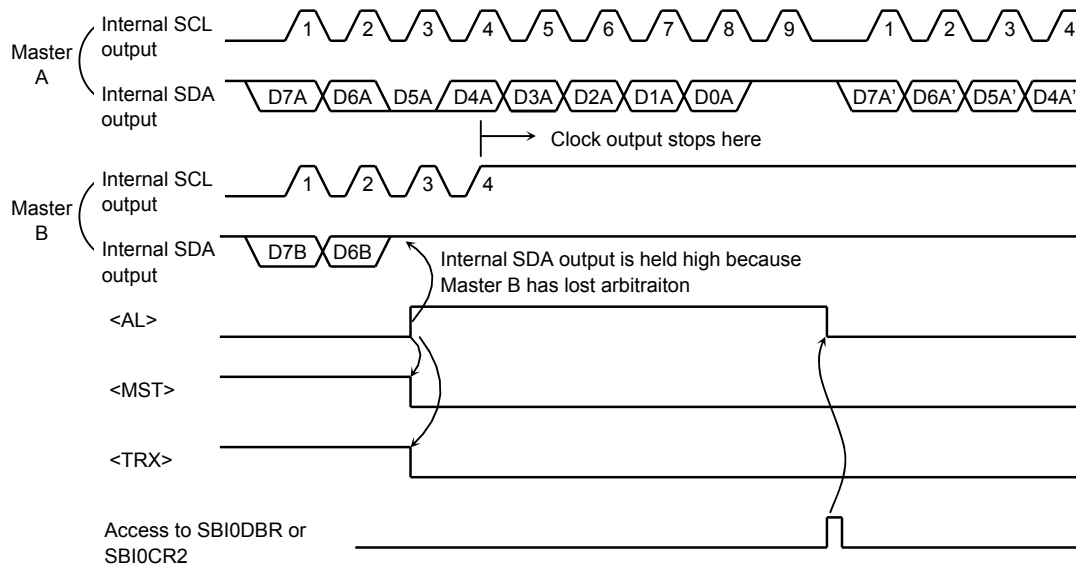 Master
A
Internal SCL
output
1 2 3 4 5 6 7 8 9 1 2 3 4
Internal SDA
output
D7A D6A D5A D4A D3A D2A D1A D0A D7A' D6A' D5A' D4A'
Clock output stops here
Master
B
Internal SCL
output
1 2 3 4
Internal SDA
output
D7B D6B
Internal SDA output is held high because
Master B has lost arbitraiton
<AL>
<MST>
<TRX>
Access to SBI0DBR or
SBI0CR2